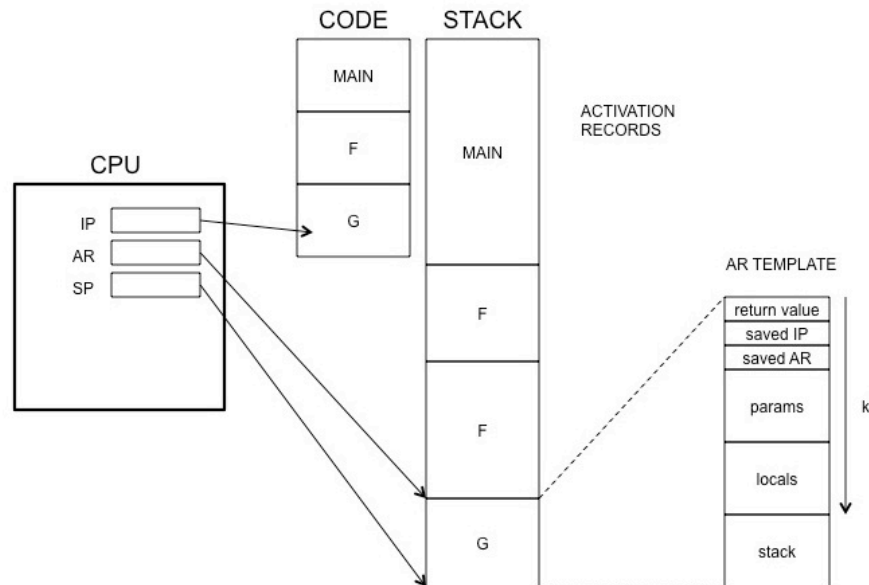 CODE
STACK
MAIN
F
G
MAIN
F
F
G
ACTIVATION
RECORDS
CPU
IP
AR
SP
AR TEMPLATE
return value
saved IP
saved AR
params
locals
stack
k